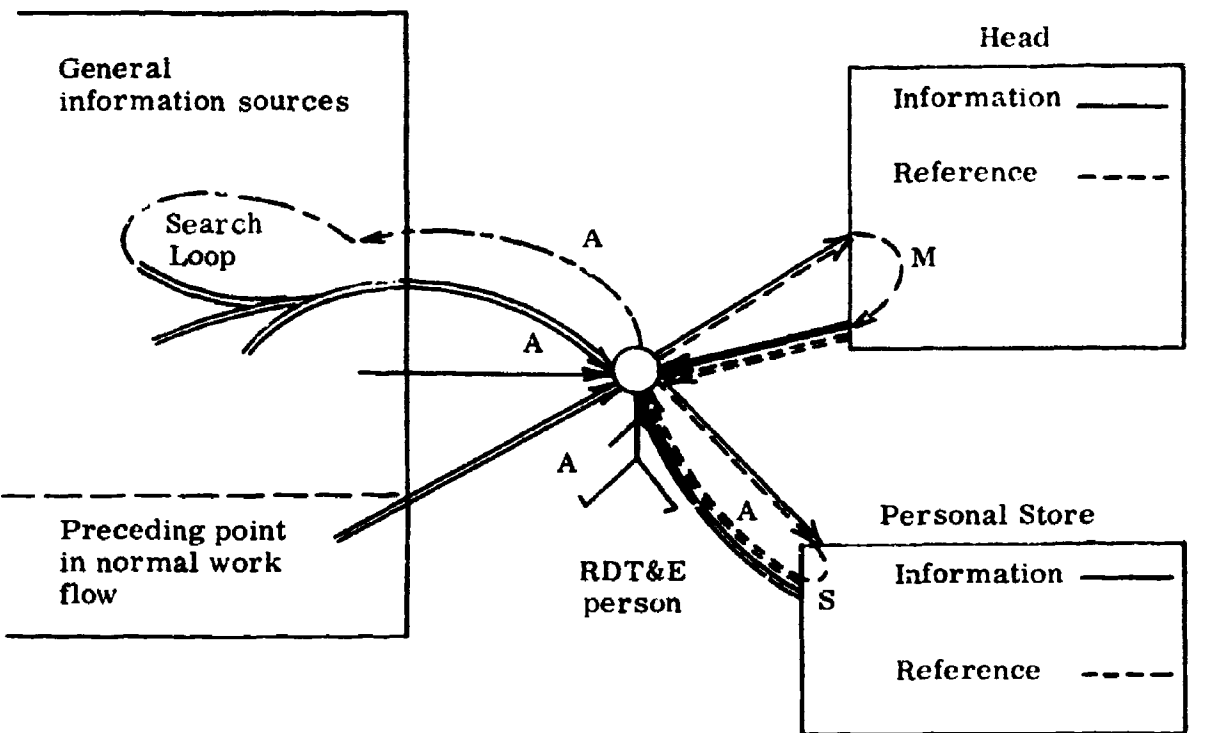 General
information sources
Search
Loop
A
A
A
Preceding point
in normal work
flow
RDT&E
person
A
Head
Information
Reference
M
Personal Store
Information
S
Reference